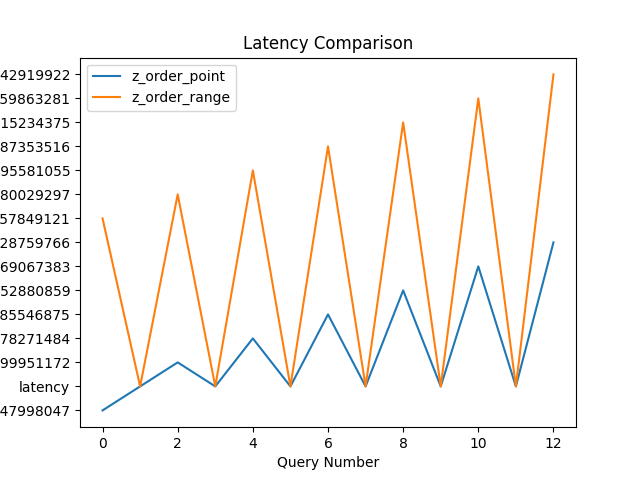 Latency Comparison
z_order_point
z_order_range
42919922
59863281
15234375
87353516
95581055
80029297
57849121
28759766
69067383
52880859
85546875
78271484
99951172
latency
47998047
0 2 4 6 8 10 12
Query Number